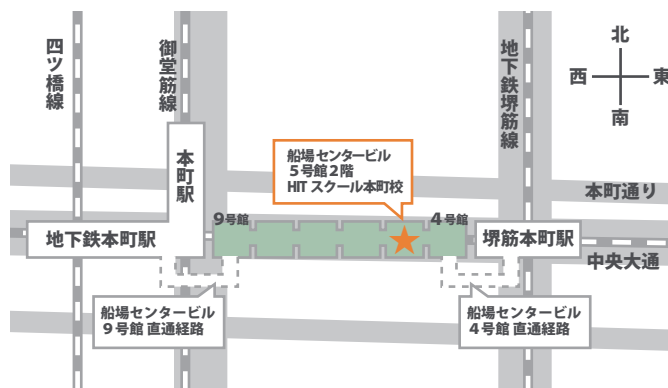 四ツ橋線
御堂筋線
地下鉄堺筋線
北
西
東
南
本町駅
船場センタービル
5号館2階
HITスクール本町校
本町通り
9号館
4号館
地下鉄本町駅
堺筋本町駅
中央大通
船場センタービル
9号館 直通経路
船場センタービル
4号館 直通経路